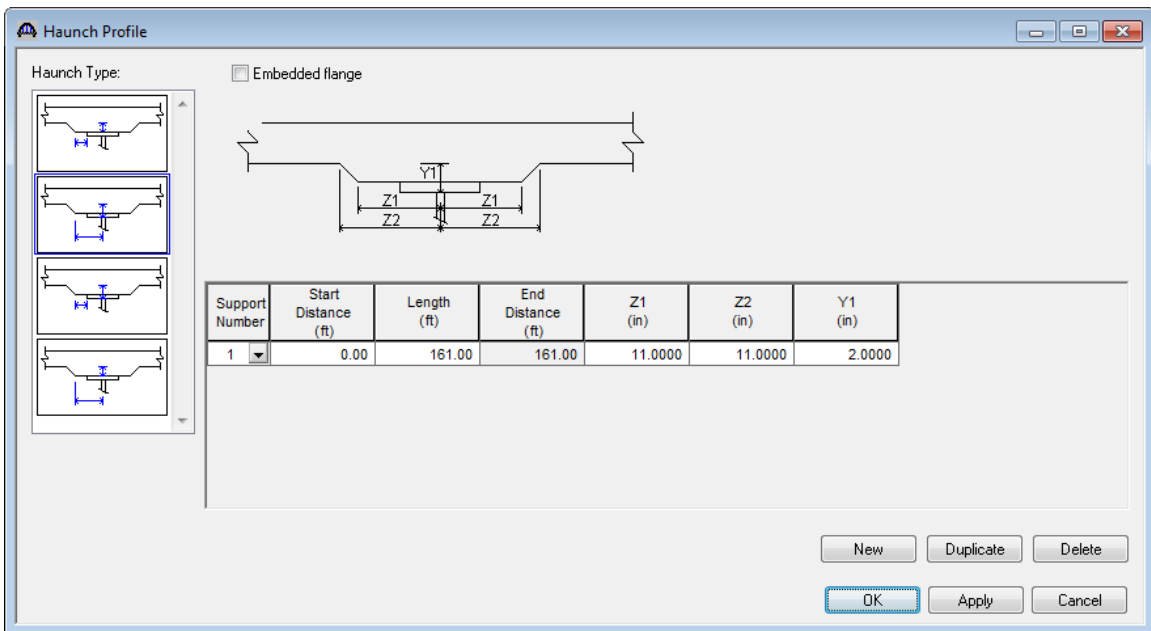 Haunch Profile
Haunch Type:
Embedded flange
Y1
Z1 Z1
Z2 Z2
Support Number Start Distance (ft) Length (ft) End Distance (ft) Z1 (in) Z2 (in) Y1 (in)
1 0.00 161.00 161.00 11.0000 11.0000 2.0000
New Duplicate Delete
OK Apply Cancel